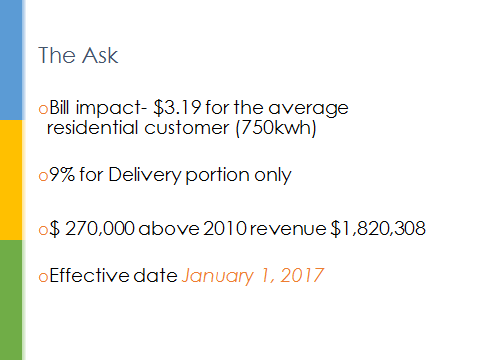 The Ask
oBill impact- $3.19 for the average
residential customer (750kwh)
o9% for Delivery portion only
o$ 270,000 above 2010 revenue $1,820,308
oEffective date January 1, 2017